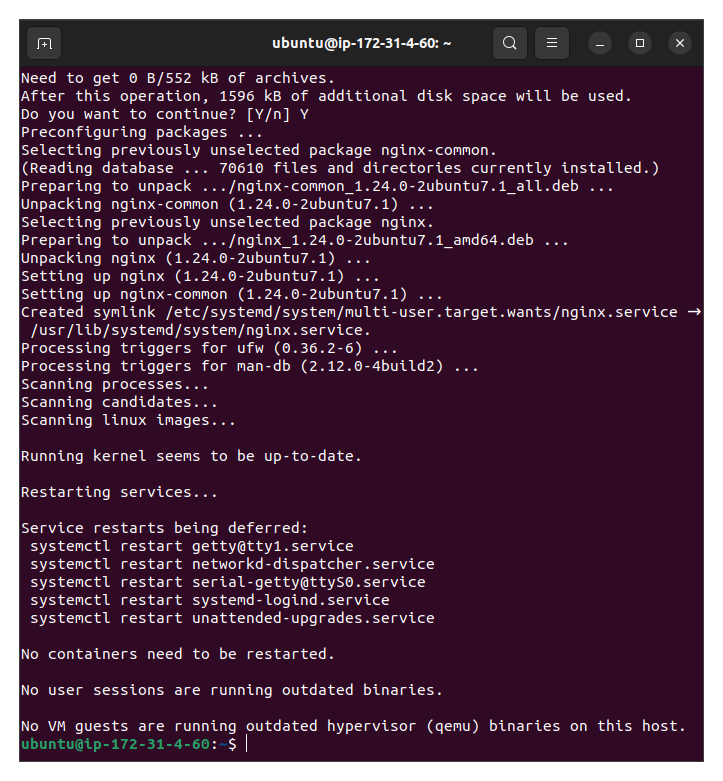 ubuntu@ip-172-31-4-60: ~
Need to get 0 B/552 kB of archives.
After this operation, 1596 kB of additional disk space will be used.
Do you want to continue? [Y/n] Y
Preconfiguring packages ...
Selecting previously unselected package nginx-common.
(Reading database ... 70610 files and directories currently installed.)
Preparing to unpack .../nginx-common_1.24.0-2ubuntu7.1_all.deb ...
Unpacking nginx-common (1.24.0-2ubuntu7.1) ...
Selecting previously unselected package nginx.
Preparing to unpack .../nginx_1.24.0-2ubuntu7.1_amd64.deb ...
Unpacking nginx (1.24.0-2ubuntu7.1) ...
Setting up nginx (1.24.0-2ubuntu7.1) ...
Setting up nginx-common (1.24.0-2ubuntu7.1) ...
Created symlink /etc/systemd/system/multi-user.target.wants/nginx.service →
 /usr/lib/systemd/system/nginx.service.
Processing triggers for ufw (0.36.2-6) ...
Processing triggers for man-db (2.12.0-4build2) ...
Scanning processes...
Scanning candidates...
Scanning linux images...

Running kernel seems to be up-to-date.

Restarting services...

Service restarts being deferred:
 systemctl restart getty@tty1.service
 systemctl restart networkd-dispatcher.service
 systemctl restart serial-getty@ttyS0.service
 systemctl restart systemd-logind.service
 systemctl restart unattended-upgrades.service

No containers need to be restarted.

No user sessions are running outdated binaries.

No VM guests are running outdated hypervisor (qemu) binaries on this host.
ubuntu@ip-172-31-4-60:~$